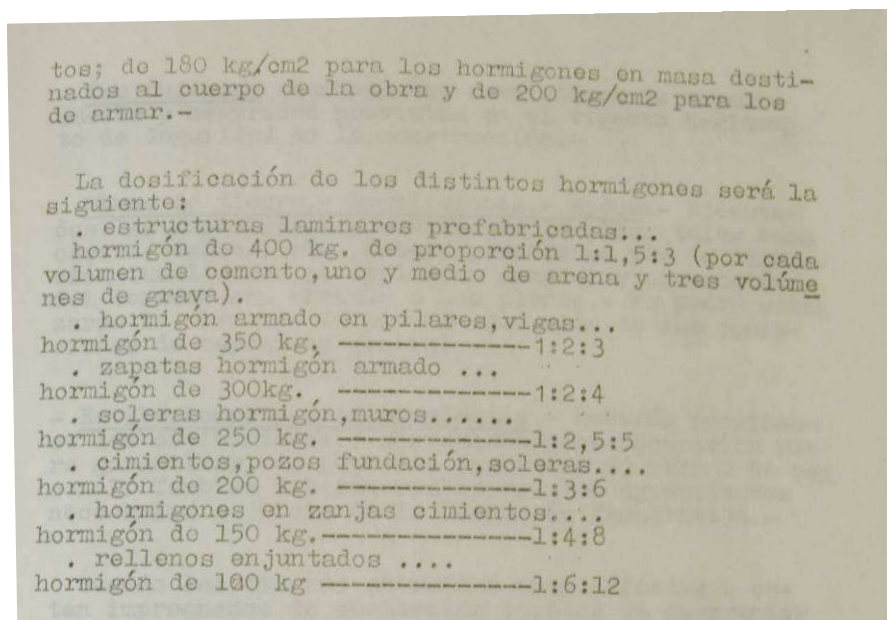 tos; de 180 kg/cm2 para los hormigones en masa desti-
nados al cuerpo de la obra y de 200 kg/cm2 para los
de armar.-
La dosificación de los distintos hormigones será la
siguiente:
. estructuras laminares prefabricadas...
hormigón de 400 kg. de proporción 1:1,5:3 (por cada
volumen de cemento,uno y medio de arena y tres volúme
nes de grava).
. hormigón armado en pilares,vigas...
hormigón de 350 kg. --------------1:2:3
. zapatas hormigón armado ...
hormigón de 300kg. --------------1:2:4
. soleras hormigón,muros......
hormigón de 250 kg. --------------1:2,5:5
. cimientos,pozos fundación,soleras....
hormigón de 200 kg. --------------1:3:6
. hormigones en zanjas cimientos....
hormigón de 150 kg.---------------1:4:8
. rellenos enjuntados ....
hormigón de 100 kg ---------------1:6:12